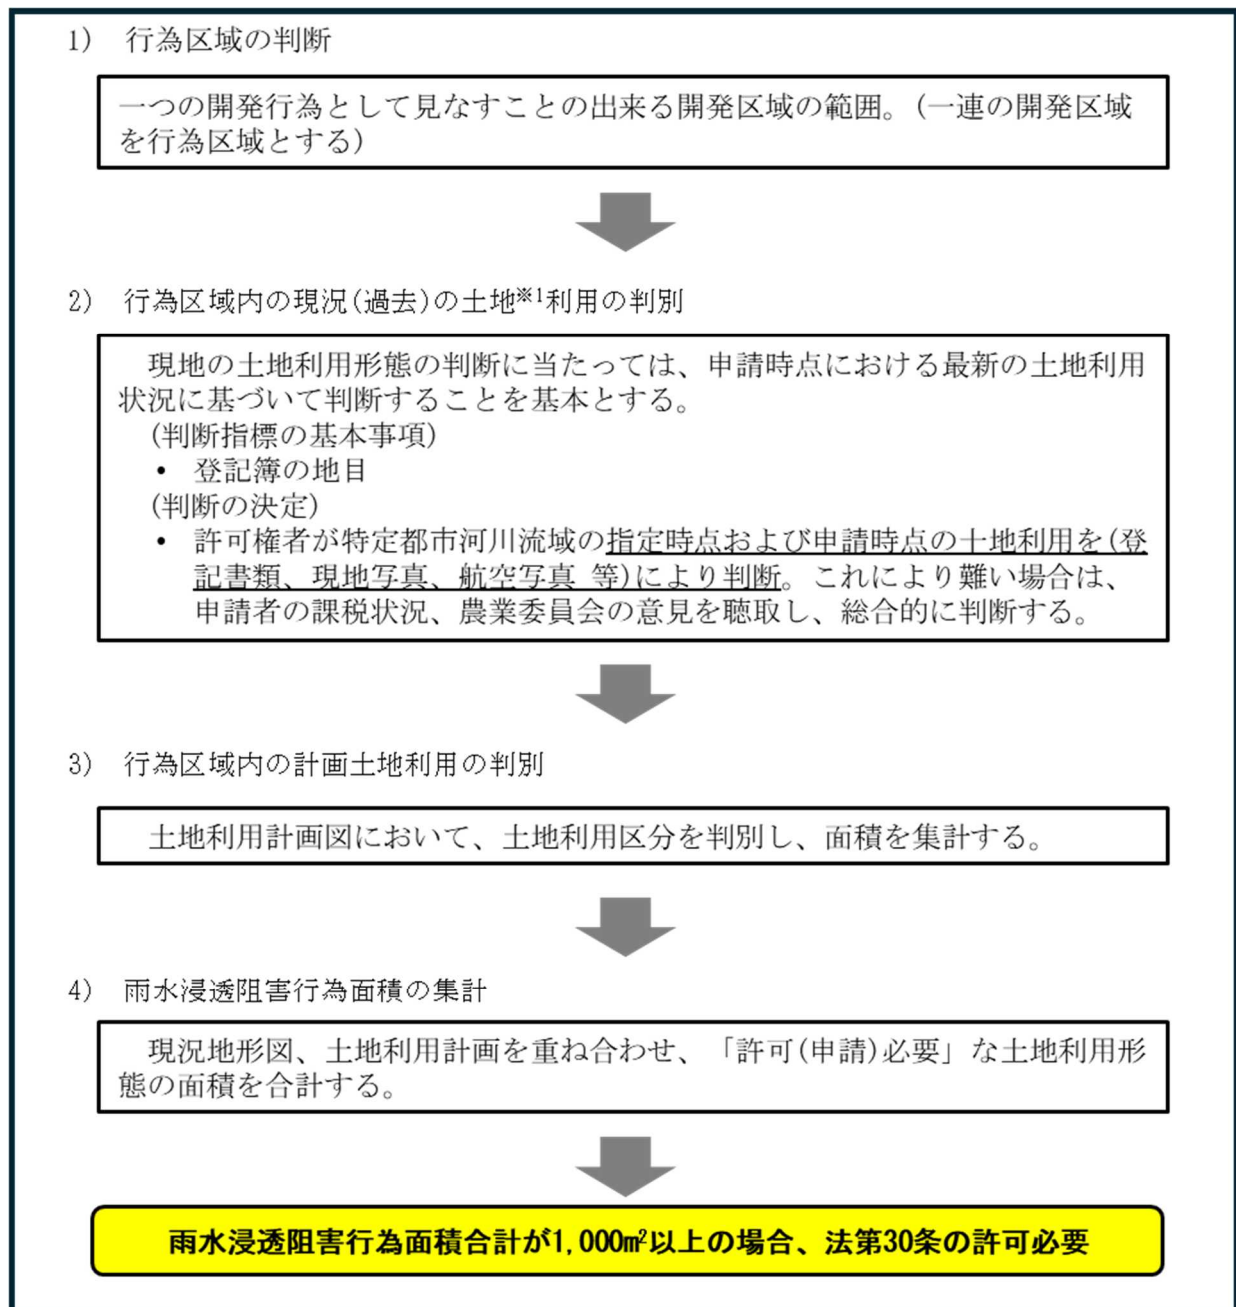 1) 行為区域の判断
一つの開発行為として見なすことの出来る開発区域の範囲。(一連の開発区域
を行為区域とする)
2) 行為区域内の現況(過去)の土地※1利用の判別
現地の土地利用形態の判断に当たっては、申請時点における最新の土地利用
状況に基づいて判断することを基本とする。
(判断指標の基本事項)
• 登記簿の地目
(判断の決定)
• 許可権者が特定都市河川流域の指定時点および申請時点の土地利用を(登
記書類、現地写真、航空写真 等)により判断。これにより難い場合は、
申請者の課税状況、農業委員会の意見を聴取し、総合的に判断する。
3) 行為区域内の計画土地利用の判別
土地利用計画図において、土地利用区分を判別し、面積を集計する。
4) 雨水浸透阻害行為面積の集計
現況地形図、土地利用計画を重ね合わせ、「許可(申請)必要」な土地利用形
態の面積を合計する。
雨水浸透阻害行為面積合計が1,000㎡以上の場合、法第30条の許可必要